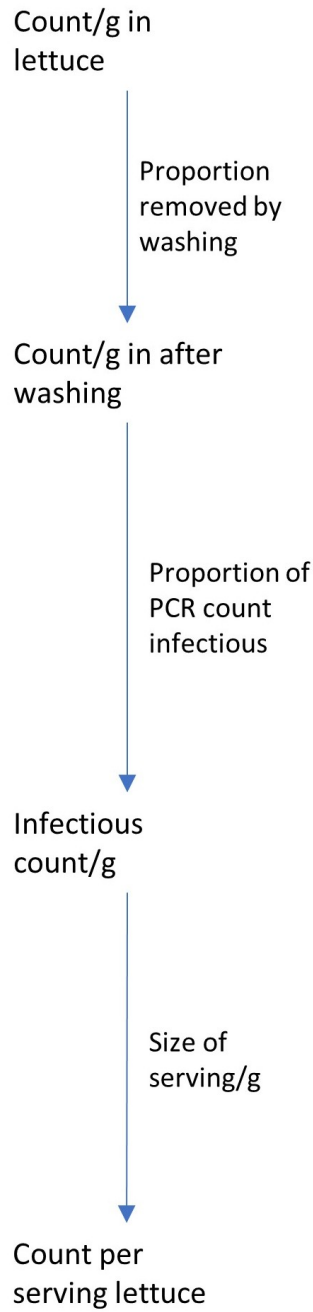 Count/g in
lettuce
Proportion
removed by
washing
Count/g in after
washing
Proportion of
PCR count
infectious
Infectious
count/g
Size of
serving/g
Count per
serving lettuce